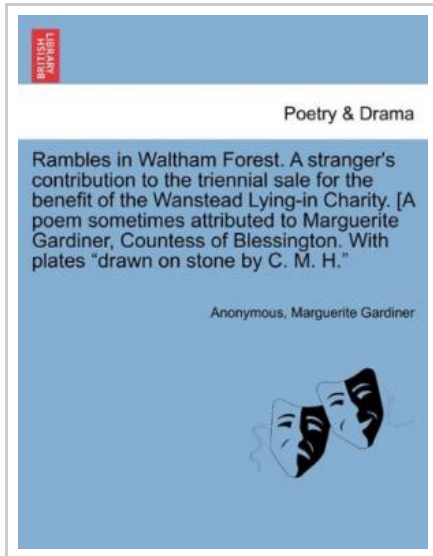 BRITISH
LIBRARY
Poetry & Drama
Rambles in Waltham Forest. A stranger's
contribution to the triennial sale for the
benefit of the Wanstead Lying-in Charity. [A
poem sometimes attributed to Marguerite
Gardiner, Countess of Blessington. With
plates “drawn on stone by C. M. H.”
Anonymous, Marguerite Gardiner